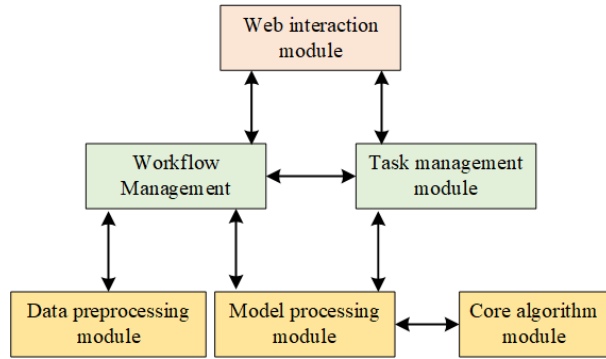 Web interaction
module
Workflow
Management
Task management
module
Data preprocessing
module
Model processing
module
Core algorithm
module